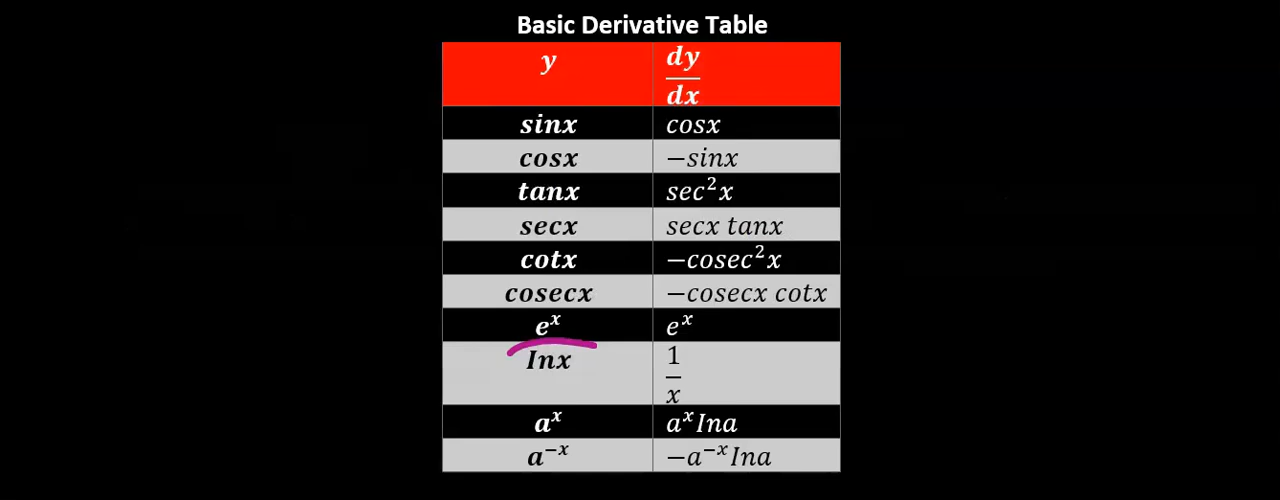 Basic Derivative Table
y dy/dx
sinx cosx
cosx −sinx
tanx sec²x
secx secx tanx
cotx −cosec²x
cosecx −cosecx cotx
eˣ eˣ
Inx 1/x
aˣ aˣIna
a⁻ˣ −a⁻ˣIna